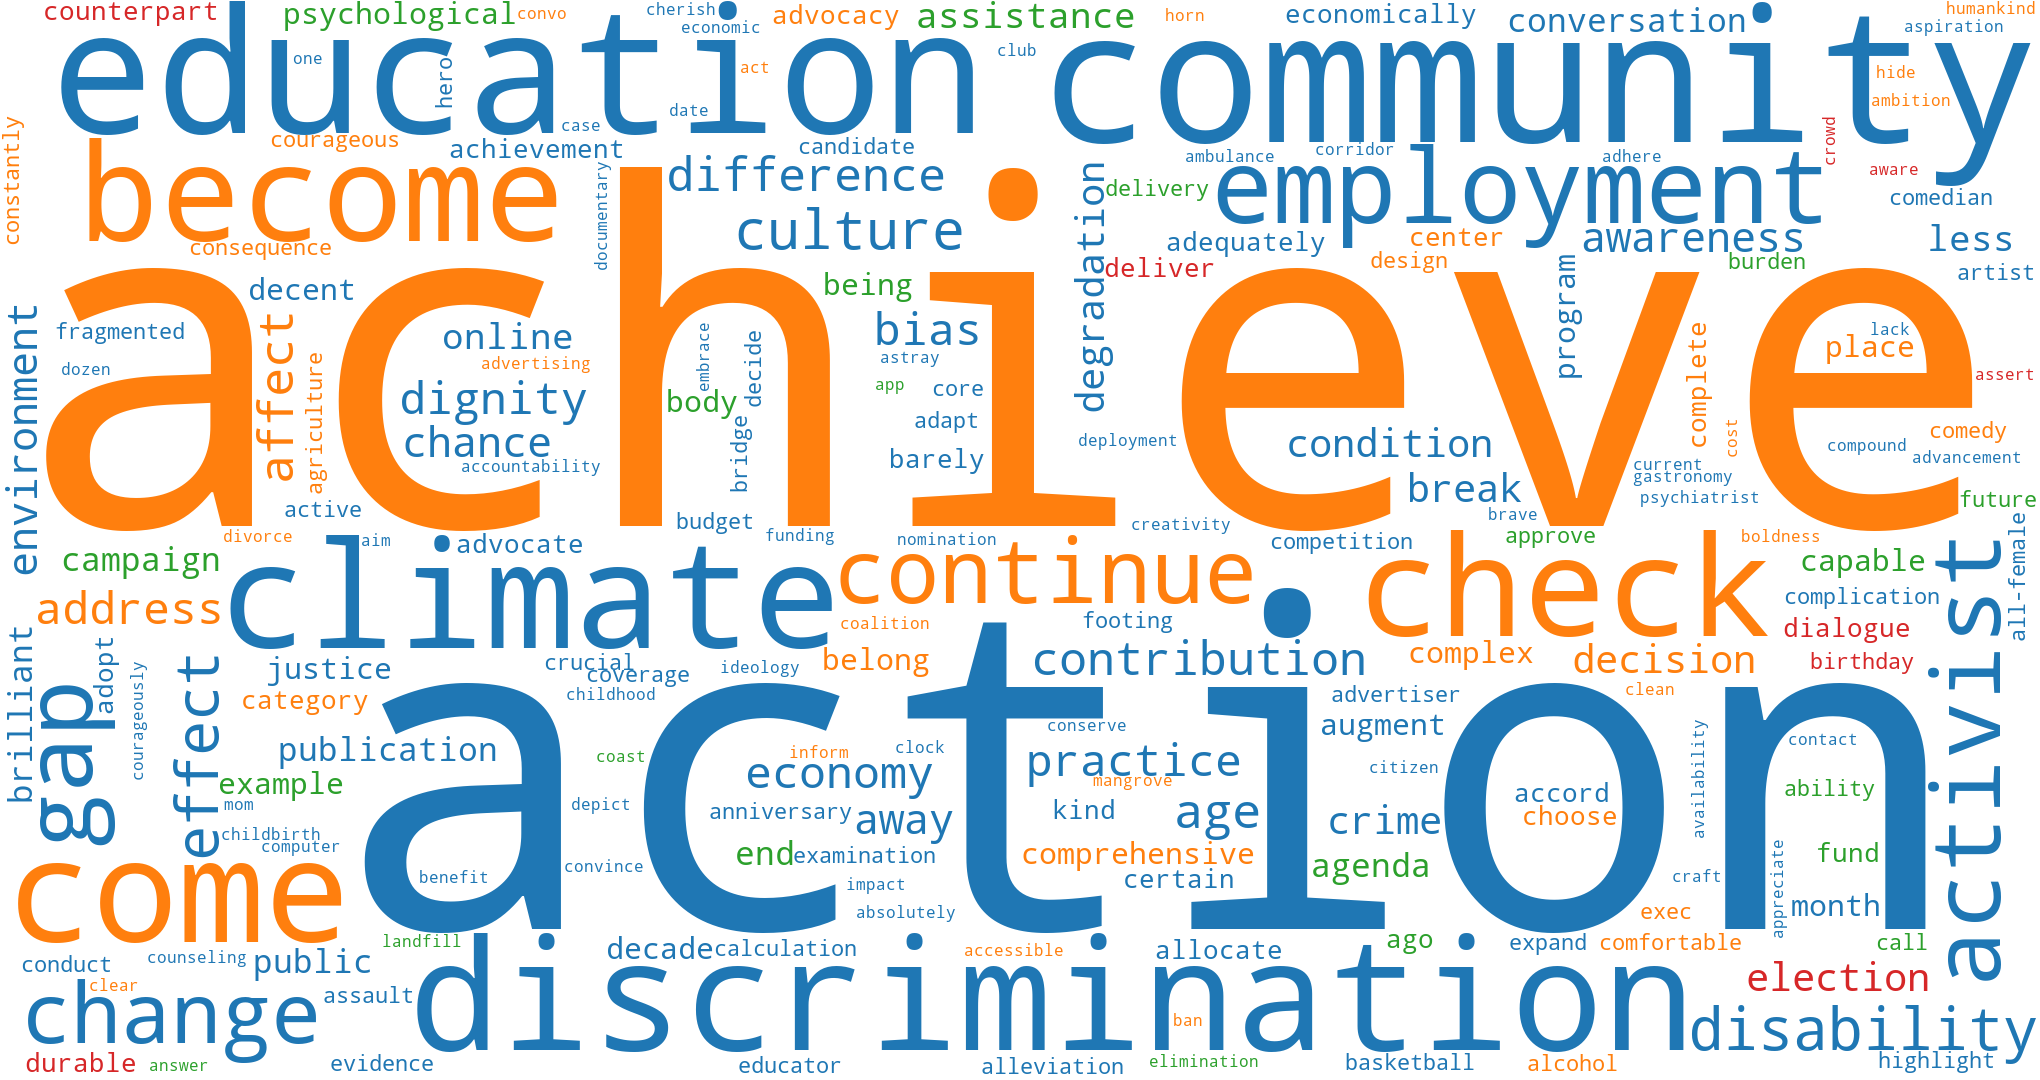 counterpart
psychological
convo
cherish
economic
advocacy
assistance
horn
economically
conversation
humankind
aspiration
education
community
one
hero
act
club
date
case
hide
ambition
constantly
courageous
achievement
candidate
difference
ambulance
corridor
adhere
crowd
aware
become
documentary
culture
degradation
delivery
employment
comedian
consequence
adequately
center
awareness
less
deliver
design
burden
artist
achieve
decent
being
program
environment
fragmented
affect
online
bias
embrace
decide
lack
place
complete
dozen
agriculture
advertising
astray
app
core
assert
dignity
body
adapt
cost
comedy
chance
bridge
barely
deployment
condition
compound
advancement
accountability
current
gastronomy
psychiatrist
break
future
active
budget
creativity
brave
divorce
aim
funding
nomination
competition
approve
boldness
all-female
campaign
climate
advocate
continue
check
capable
activist
address
coalition
footing
complication
dialogue
brilliant
adopt
justice
crucial
coverage
ideology
belong
contribution
complex
decision
birthday
courageously
effect
category
childhood
action
advertiser
clean
gap
publication
conserve
augment
availability
contact
example
coast
inform
clock
economy
practice
mangrove
citizen
ability
mom
depict
anniversary
away
kind
age
crime
accord
choose
childbirth
computer
end
examination
comprehensive
agenda
fund
come
benefit
convince
impact
certain
craft
appreciate
absolutely
exec
month
landfill
decade
calculation
accessible
allocate
ago
expand
comfortable
call
conduct
counseling
public
discrimination
election
clear
change
assault
ban
disability
durable
answer
evidence
educator
alleviation
elimination
basketball
alcohol
highlight